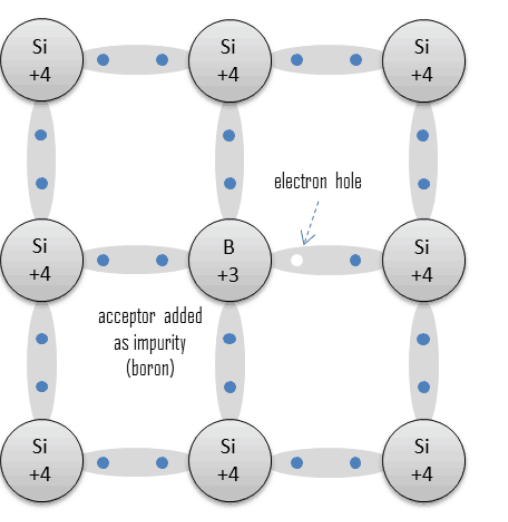 Si
+4
Si
+4
Si
+4
electron hole
Si
+4
B
+3
Si
+4
acceptor added
as impurity
(boron)
Si
+4
Si
+4
Si
+4